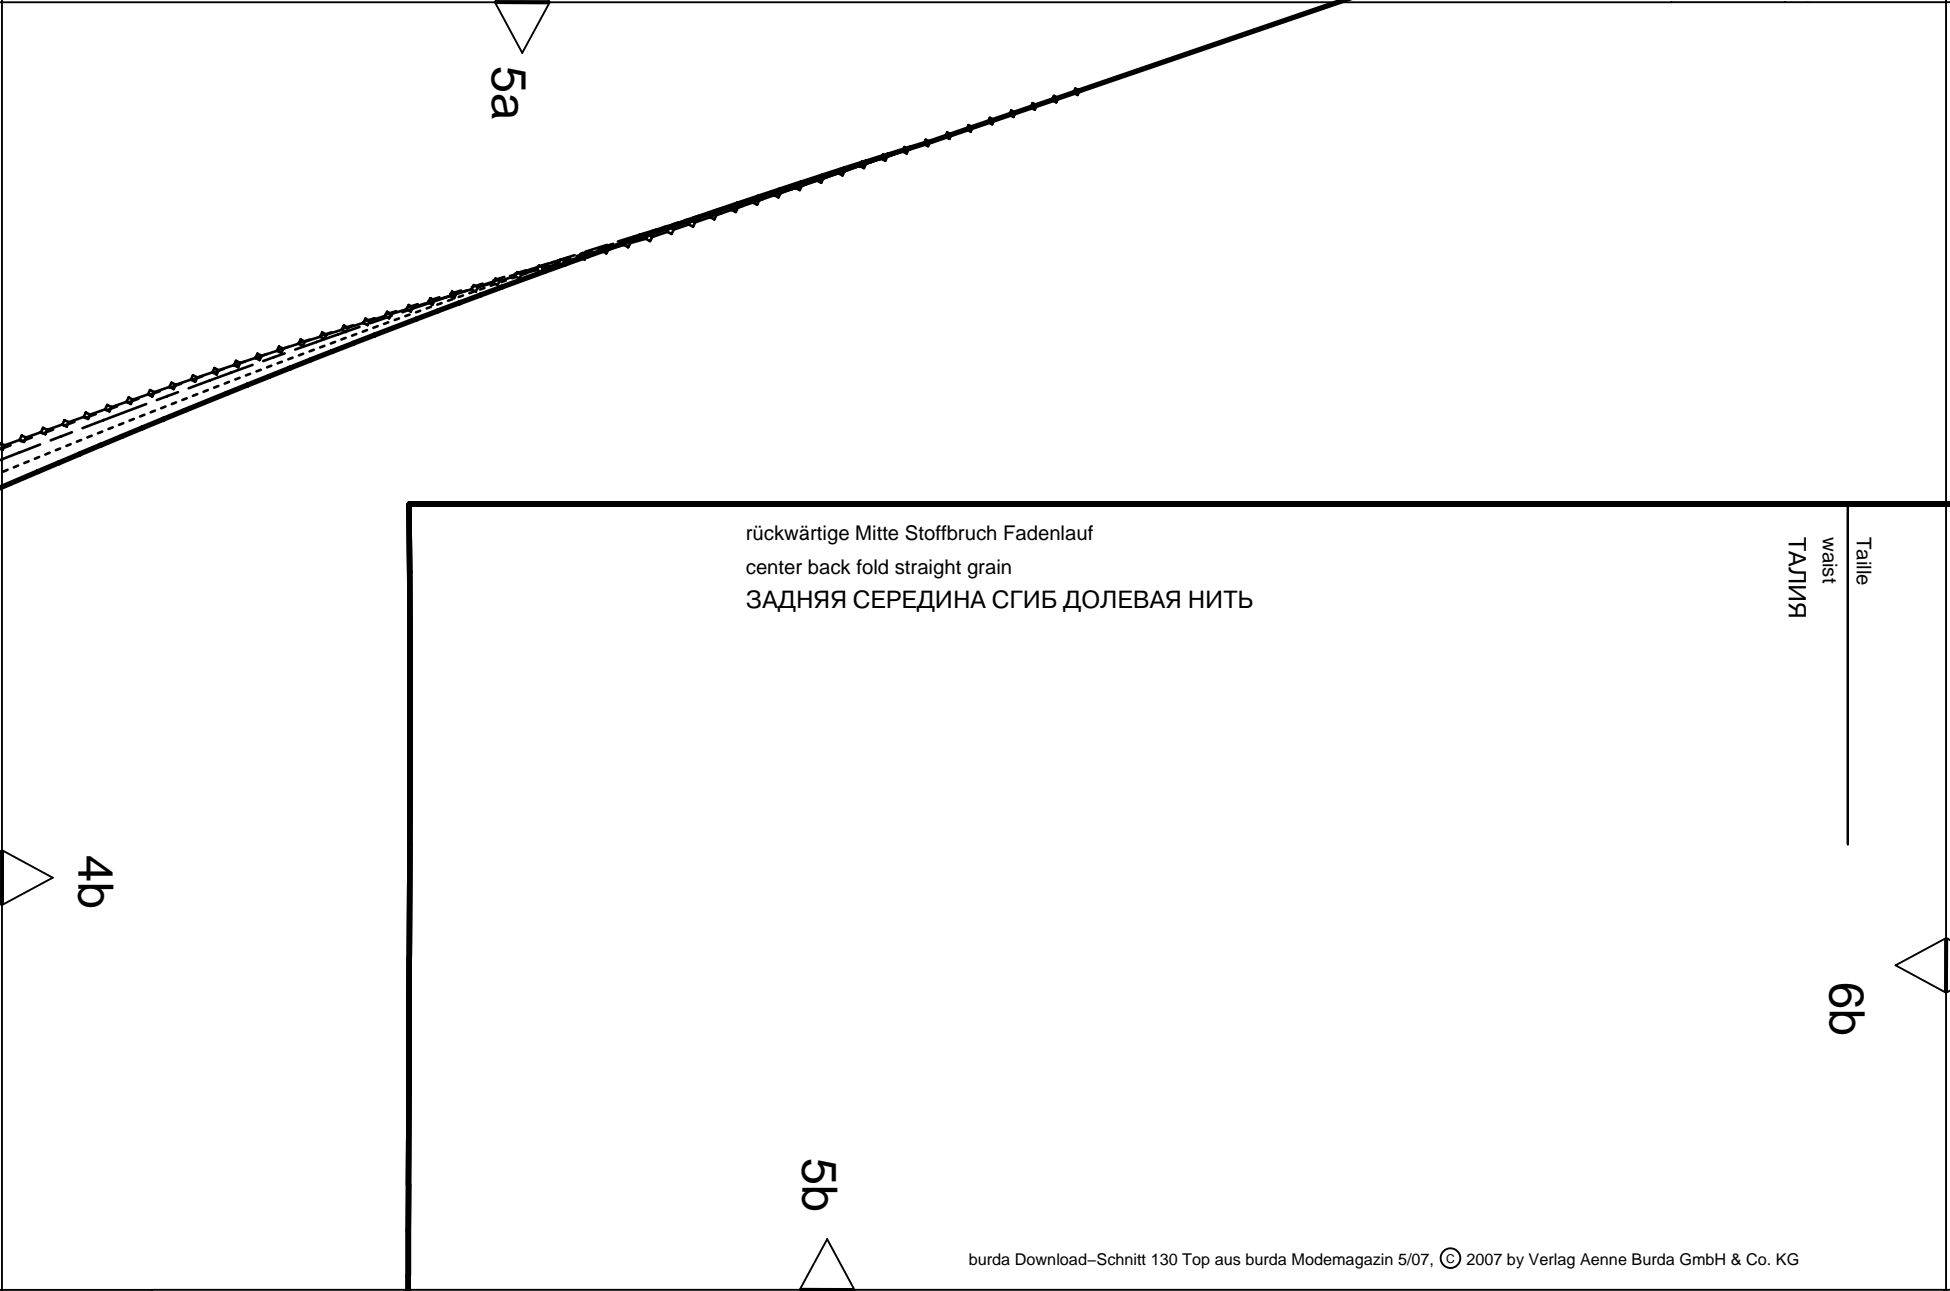 5a
rückwärtige Mitte Stoffbruch Fadenlauf
center back fold straight grain
ЗАДНЯЯ СЕРЕДИНА СГИБ ДОЛЕВАЯ НИТЬ
Taille
waist
ТАЛИЯ
4b
6b
5b
burda Download–Schnitt 130 Top aus burda Modemagazin 5/07, © 2007 by Verlag Aenne Burda GmbH & Co. KG